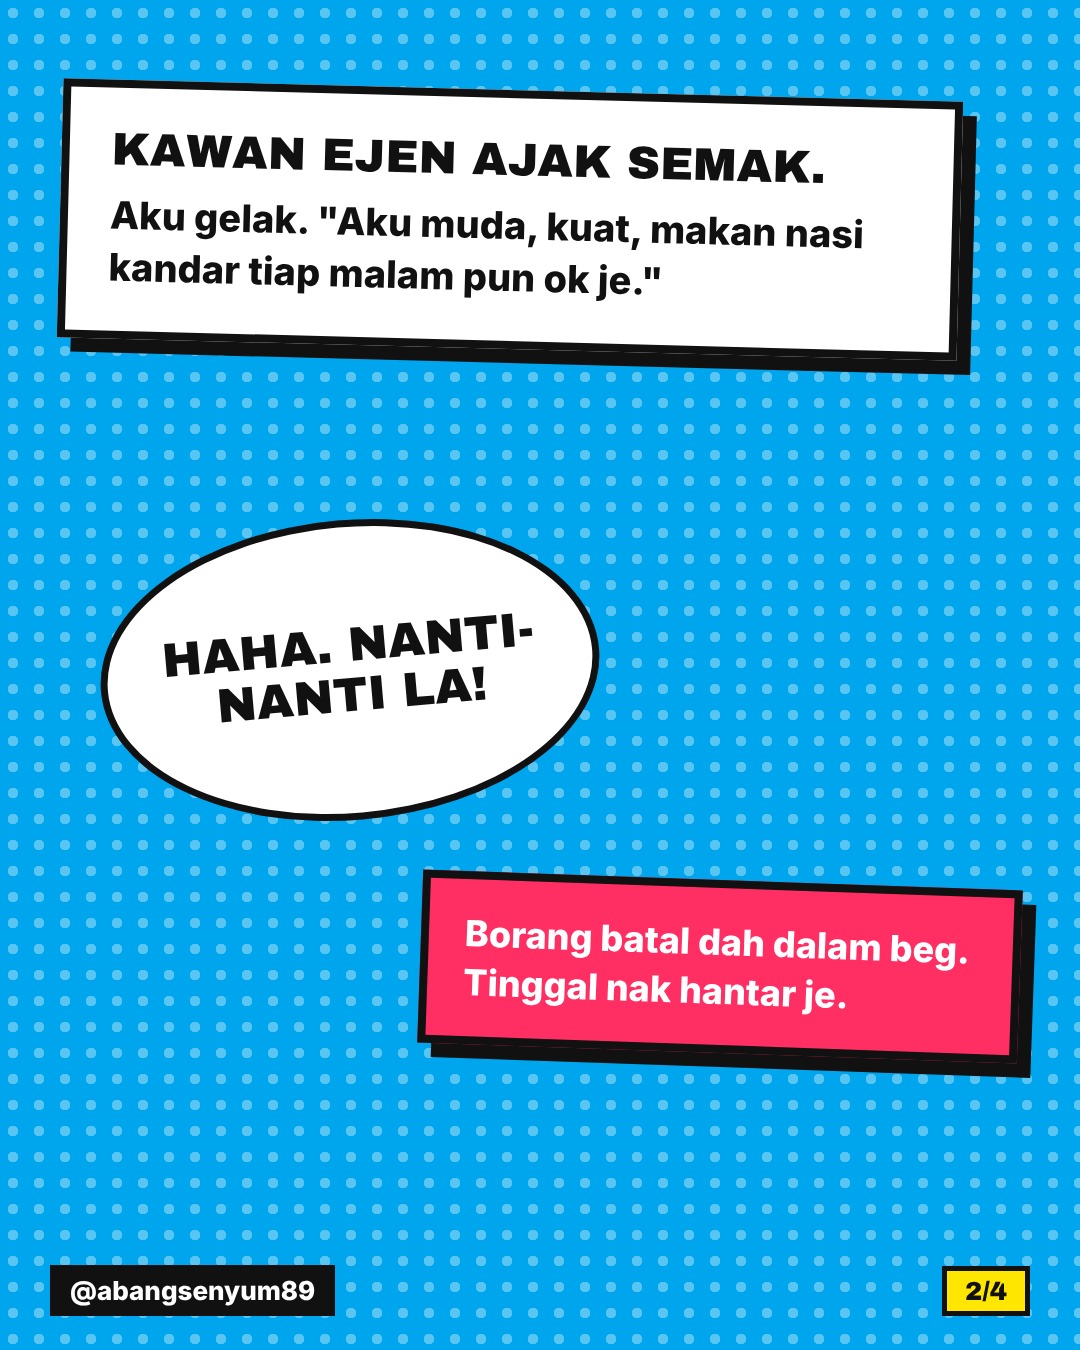 KAWAN EJEN AJAK SEMAK.
Aku gelak. "Aku muda, kuat, makan nasi
kandar tiap malam pun ok je."
HAHA. NANTI-
NANTI LA!
Borang batal dah dalam beg.
Tinggal nak hantar je.
@abangsenyum89
2/4